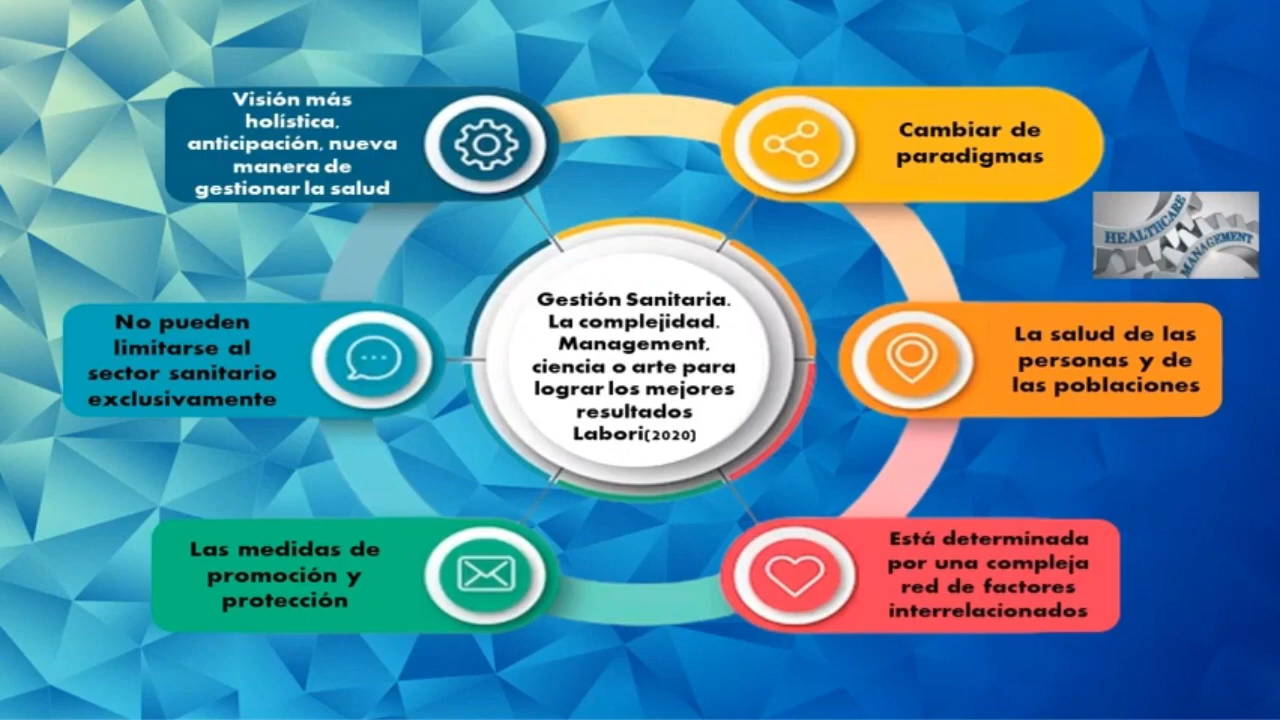 Visión más
holística,
anticipación, nueva
manera de
gestionar la salud
Cambiar de
paradigmas
HEALTHCARE
MANAGEMENT
No pueden
limitarse al
sector sanitario
exclusivamente
Gestión Sanitaria.
La complejidad.
Management,
ciencia o arte para
lograr los mejores
resultados
Labori(2020)
La salud de las
personas y de
las poblaciones
Las medidas de
promoción y
protección
Está determinada
por una compleja
red de factores
interrelacionados